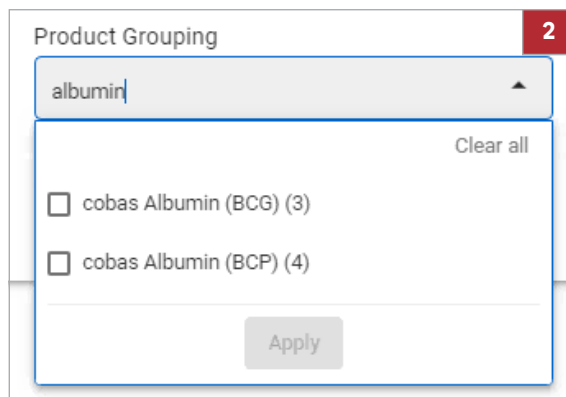 Product Grouping
2
albumin
Clear all
cobas Albumin (BCG) (3)
cobas Albumin (BCP) (4)
Apply